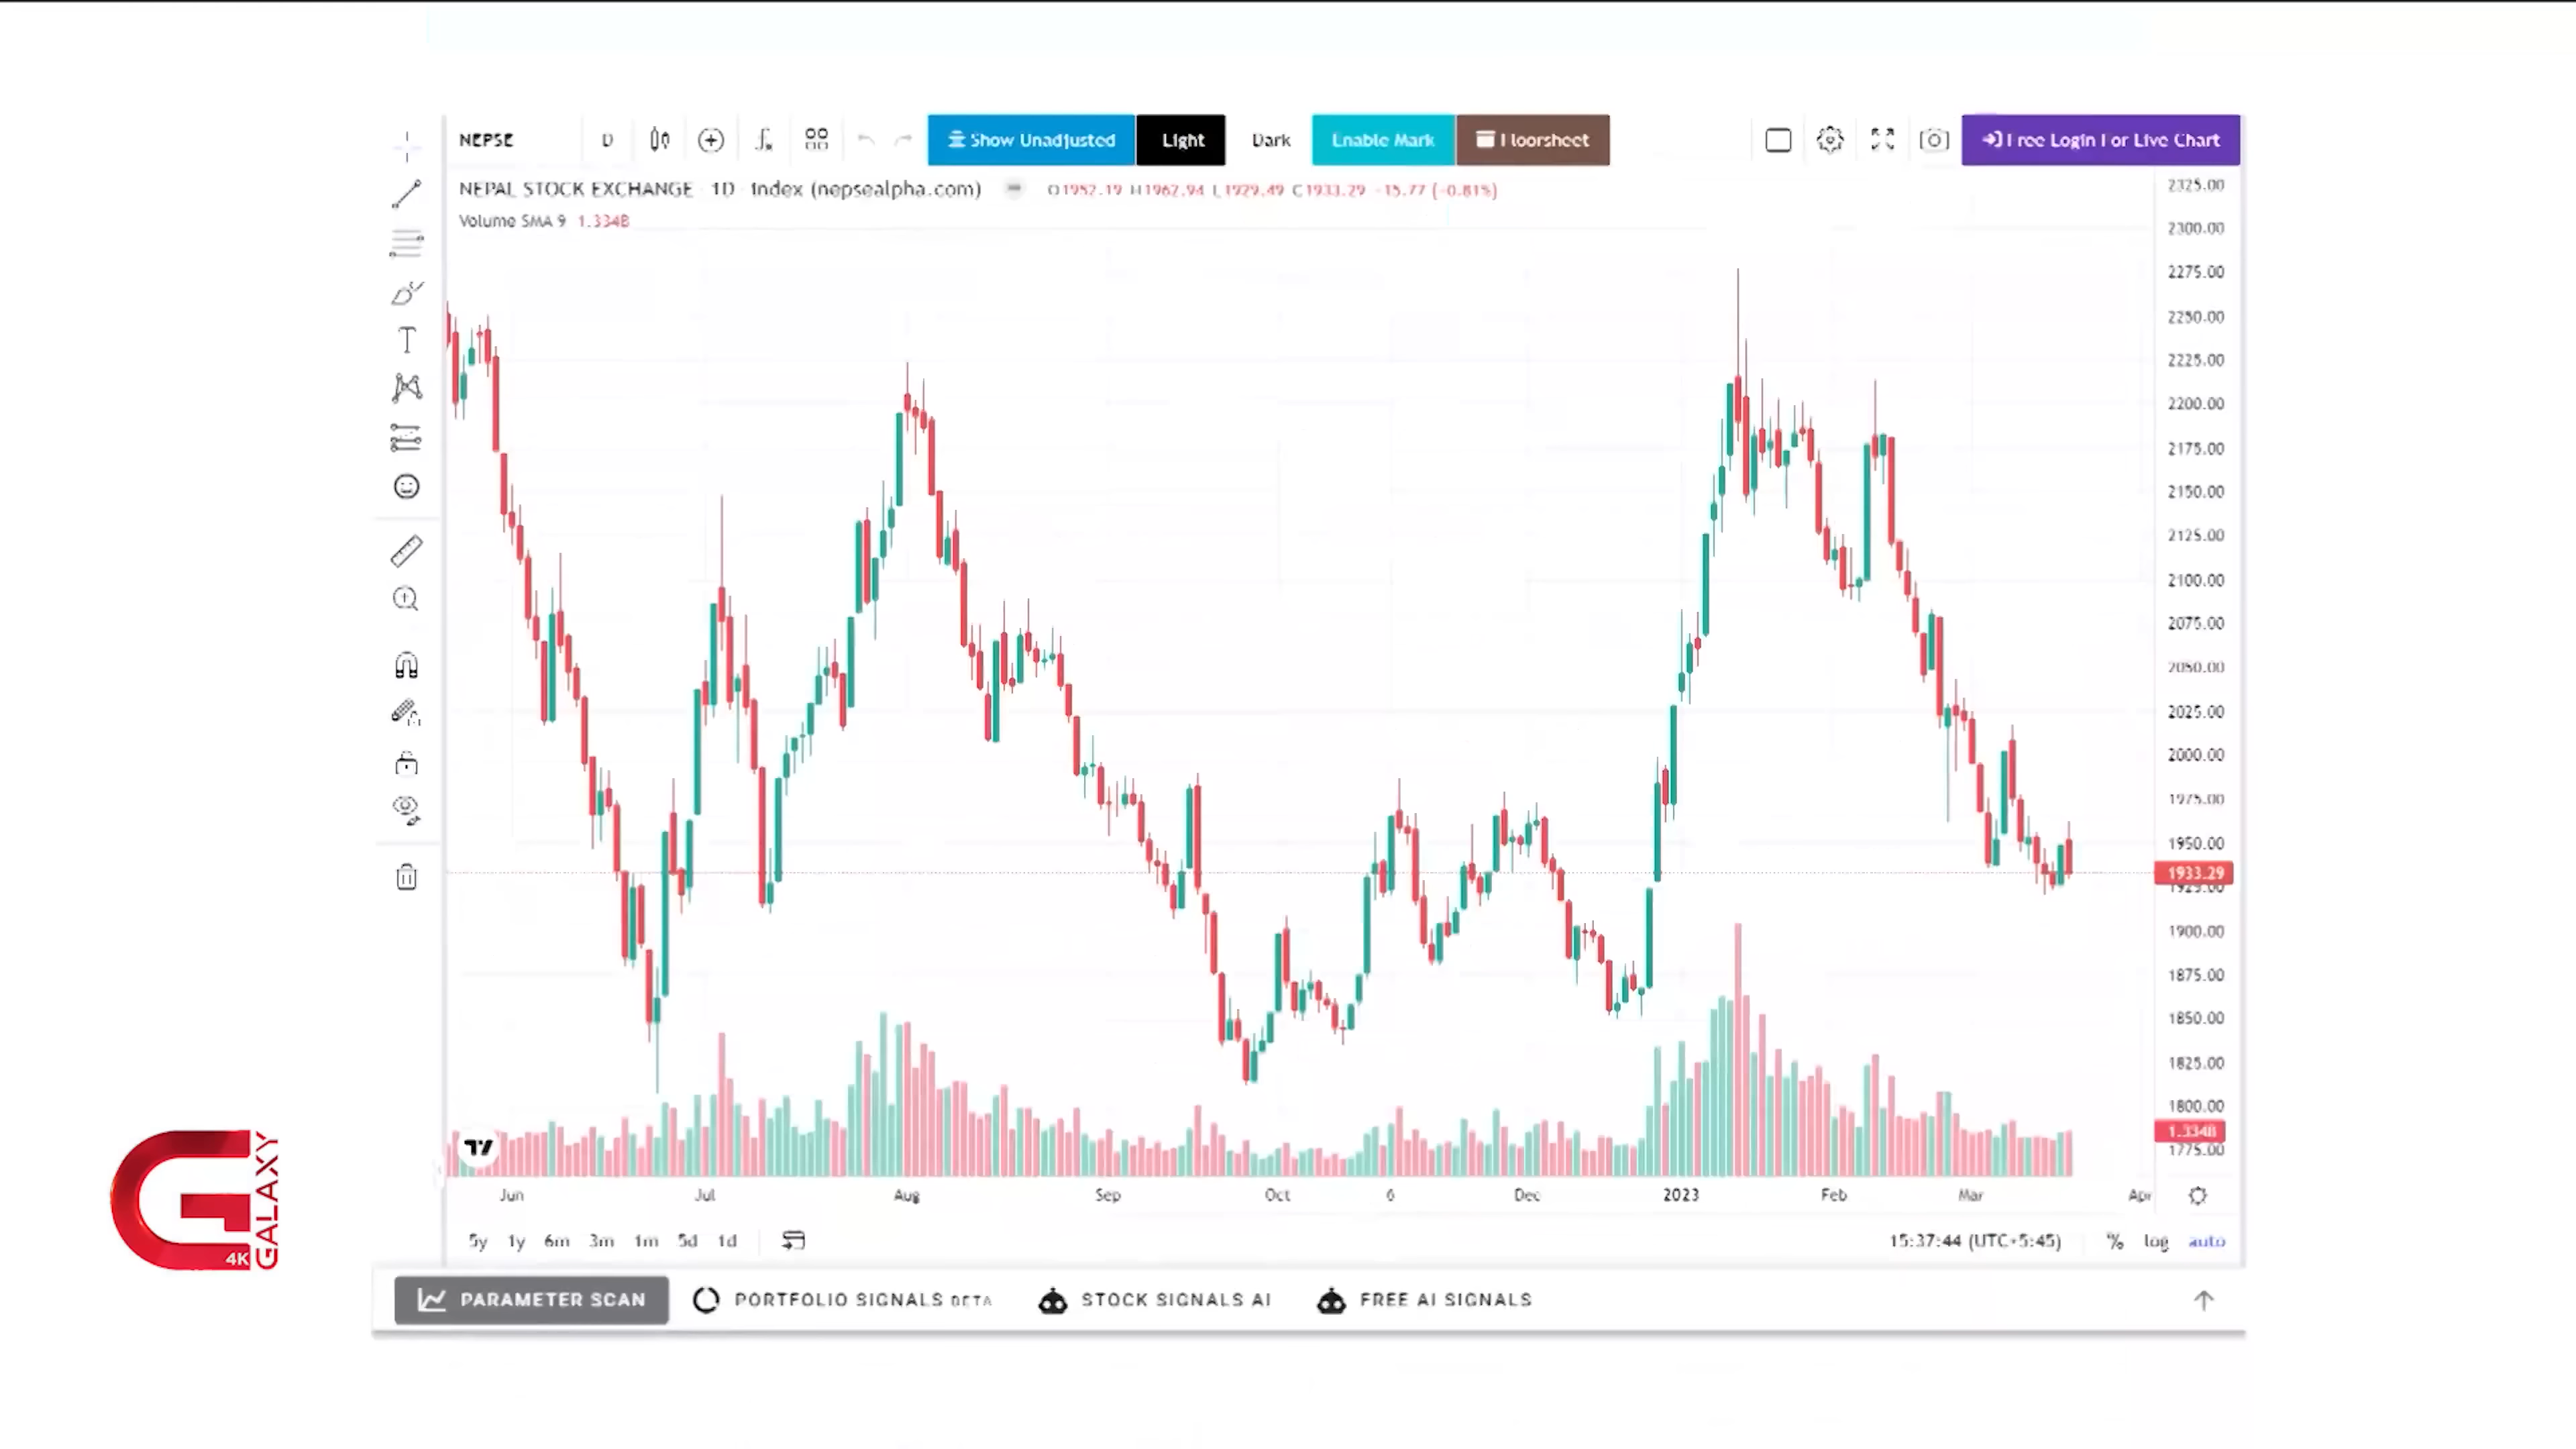 NEPSE D Show Unadjusted Light Dark Enable Mark Floorsheet Free Login For Live Chart
NEPAL STOCK EXCHANGE · 1D · Index (nepsealpha.com) O1952.19 H1962.94 L1929.49 C1933.29 -15.77 (-0.81%)
Volume SMA 9 1.334B
2325.00
2300.00
2275.00
2250.00
2225.00
2200.00
2175.00
2150.00
2125.00
2100.00
2075.00
2050.00
2025.00
2000.00
1975.00
1950.00
1933.29
1925.00
1900.00
1875.00
1850.00
1825.00
1800.00
1.334B
1775.00
Jun Jul Aug Sep Oct 6 Dec 2023 Feb Mar Apr
5y 1y 6m 3m 1m 5d 1d 15:37:44 (UTC+5:45) % log auto
PARAMETER SCAN PORTFOLIO SIGNALS BETA STOCK SIGNALS AI FREE AI SIGNALS
GALAXY
4K